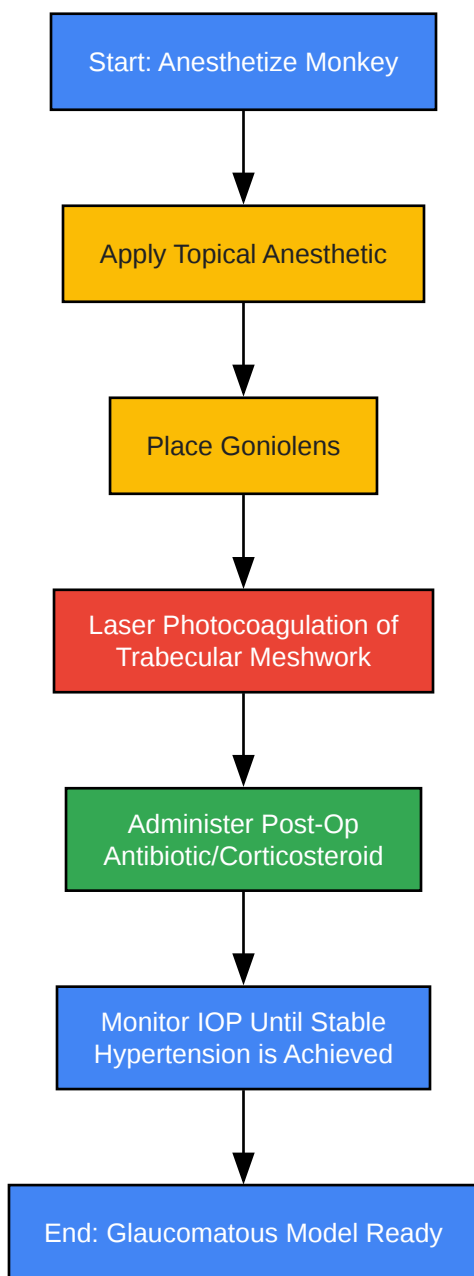 Start: Anesthetize Monkey
Apply Topical Anesthetic
Place Goniolens
Laser Photocoagulation of
Trabecular Meshwork
Administer Post-Op
Antibiotic/Corticosteroid
Monitor IOP Until Stable
Hypertension is Achieved
End: Glaucomatous Model Ready